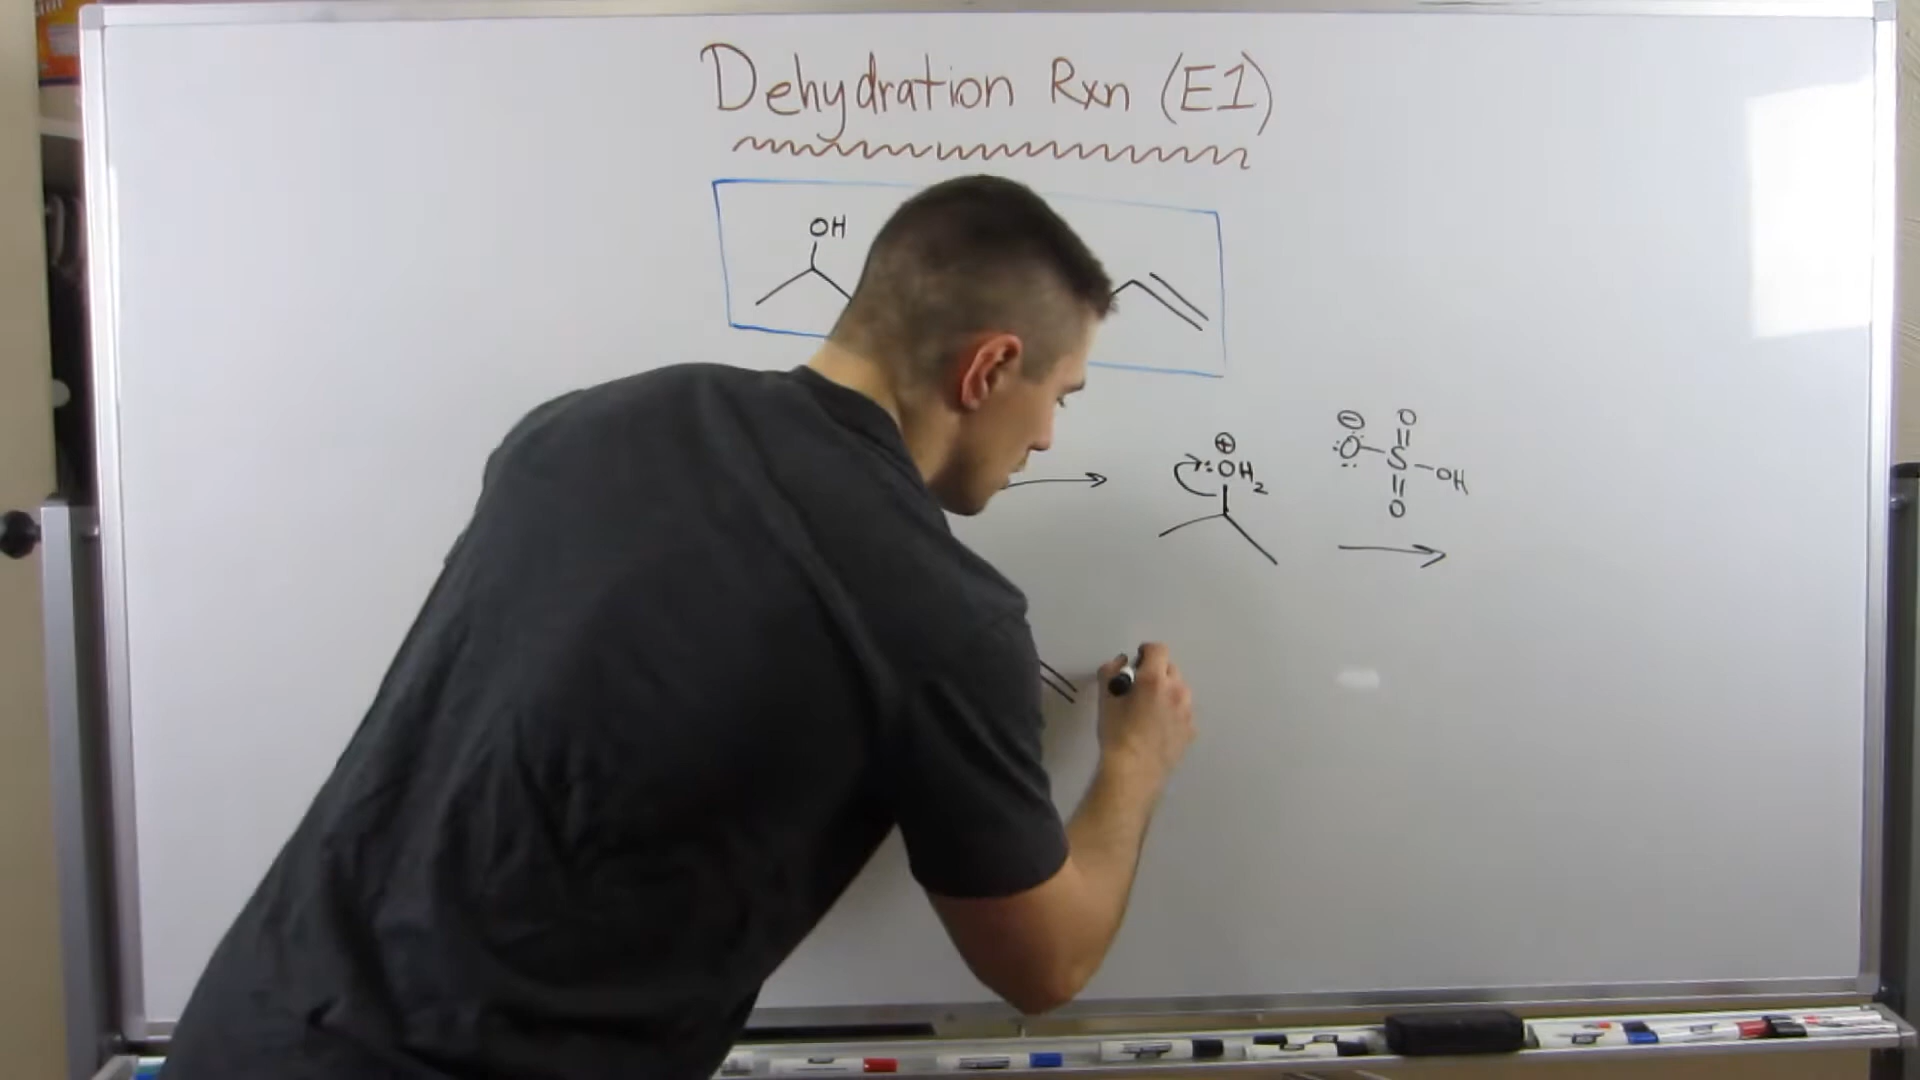 Dehydration Rxn (E1)
OH
⊖ O
⊕
:O-S-OH
:OH2
O